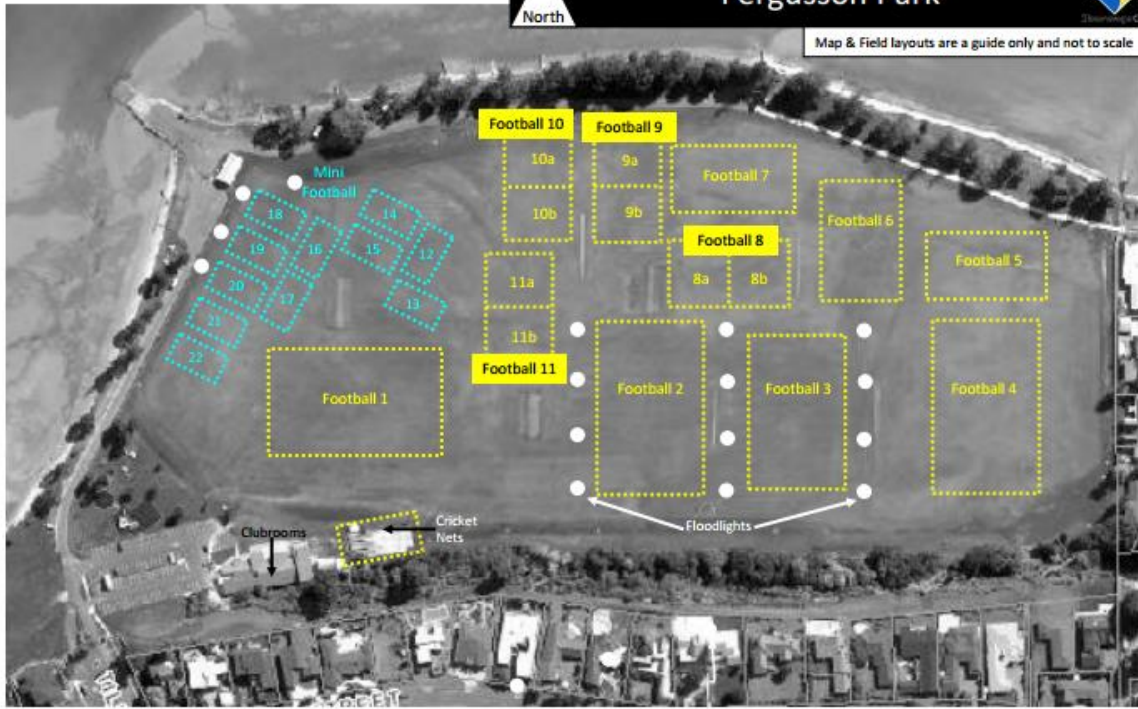 Fergusson Park
North
Map & Field layouts are a guide only and not to scale
Football 10
Football 9
10a
9a
Football 7
Mini
Football
18
14
10b
9b
Football 6
19
16
15
12
Football 8
Football 5
20
17
13
11a
8a
8b
21
11b
22
Football 11
Football 1
Football 2
Football 3
Football 4
Cricket
Nets
Floodlights
Clubrooms